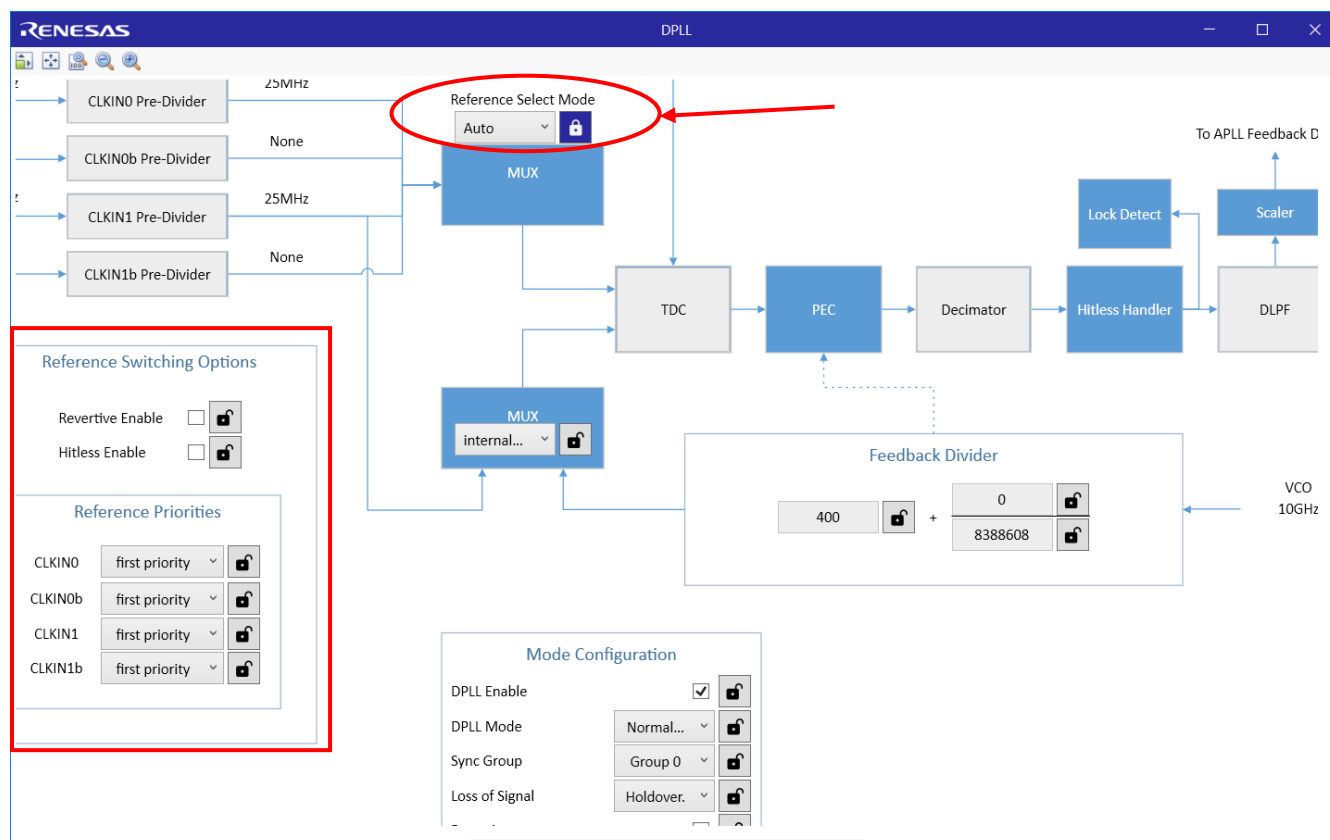 RENESAS
DPLL
100
z
CLKIN0 Pre-Divider
25MHz
CLKIN0b Pre-Divider
None
z
CLKIN1 Pre-Divider
25MHz
CLKIN1b Pre-Divider
None
Reference Select Mode
Auto
MUX
To APLL Feedback D
Lock Detect
Scaler
TDC
PEC
Decimator
Hitless Handler
DLPF
Reference Switching Options
Revertive Enable
Hitless Enable
Reference Priorities
CLKIN0 first priority
CLKIN0b first priority
CLKIN1 first priority
CLKIN1b first priority
MUX
internal...
Feedback Divider
400 + 0
8388608
VCO
10GHz
Mode Configuration
DPLL Enable
DPLL Mode Normal...
Sync Group Group 0
Loss of Signal Holdover.